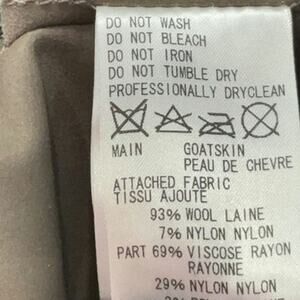 DO NOT WASH
DO NOT BLEACH
DO NOT IRON
DO NOT TUMBLE DRY
PROFESSIONALLY DRYCLEAN
MAIN GOATSKIN
PEAU DE CHEVRE
ATTACHED FABRIC
TISSU AJOUTE
93% WOOL LAINE
7% NYLON NYLON
PART 69% VISCOSE RAYON
RAYONNE
29% NYLON NYLON